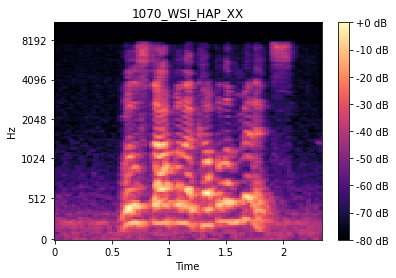 1070_WSI_HAP_XX
+0 dB
8192
-10 dB
4096
-20 dB
-30 dB
2048
Hz
-40 dB
1024
-50 dB
512
-60 dB
-70 dB
0
-80 dB
0
0.5
1
1.5
2
Time